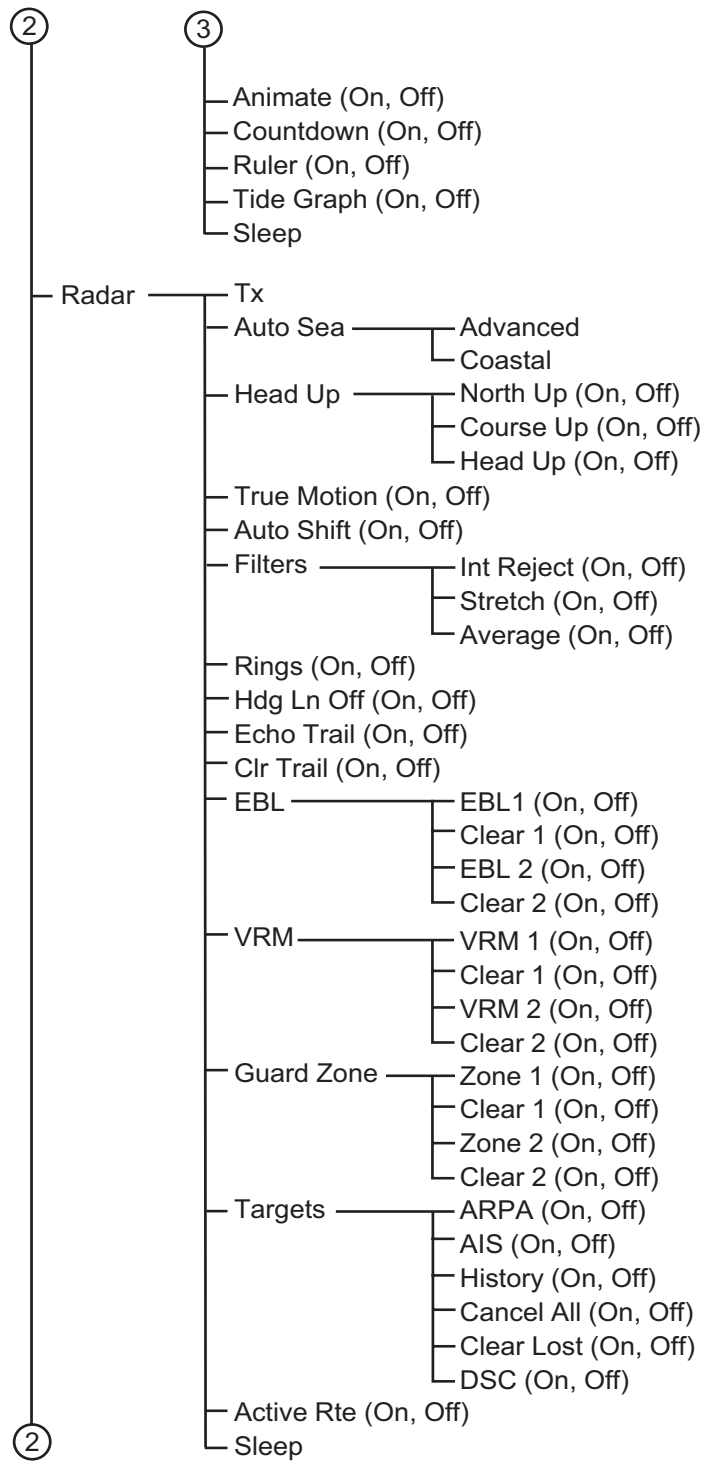 2 3
Animate (On, Off)
Countdown (On, Off)
Ruler (On, Off)
Tide Graph (On, Off)
Sleep
Radar Tx
Auto Sea Advanced
Coastal
Head Up North Up (On, Off)
Course Up (On, Off)
Head Up (On, Off)
True Motion (On, Off)
Auto Shift (On, Off)
Filters Int Reject (On, Off)
Stretch (On, Off)
Average (On, Off)
Rings (On, Off)
Hdg Ln Off (On, Off)
Echo Trail (On, Off)
Clr Trail (On, Off)
EBL EBL1 (On, Off)
Clear 1 (On, Off)
EBL 2 (On, Off)
Clear 2 (On, Off)
VRM VRM 1 (On, Off)
Clear 1 (On, Off)
VRM 2 (On, Off)
Clear 2 (On, Off)
Guard Zone Zone 1 (On, Off)
Clear 1 (On, Off)
Zone 2 (On, Off)
Clear 2 (On, Off)
Targets ARPA (On, Off)
AIS (On, Off)
History (On, Off)
Cancel All (On, Off)
Clear Lost (On, Off)
DSC (On, Off)
Active Rte (On, Off)
2 Sleep